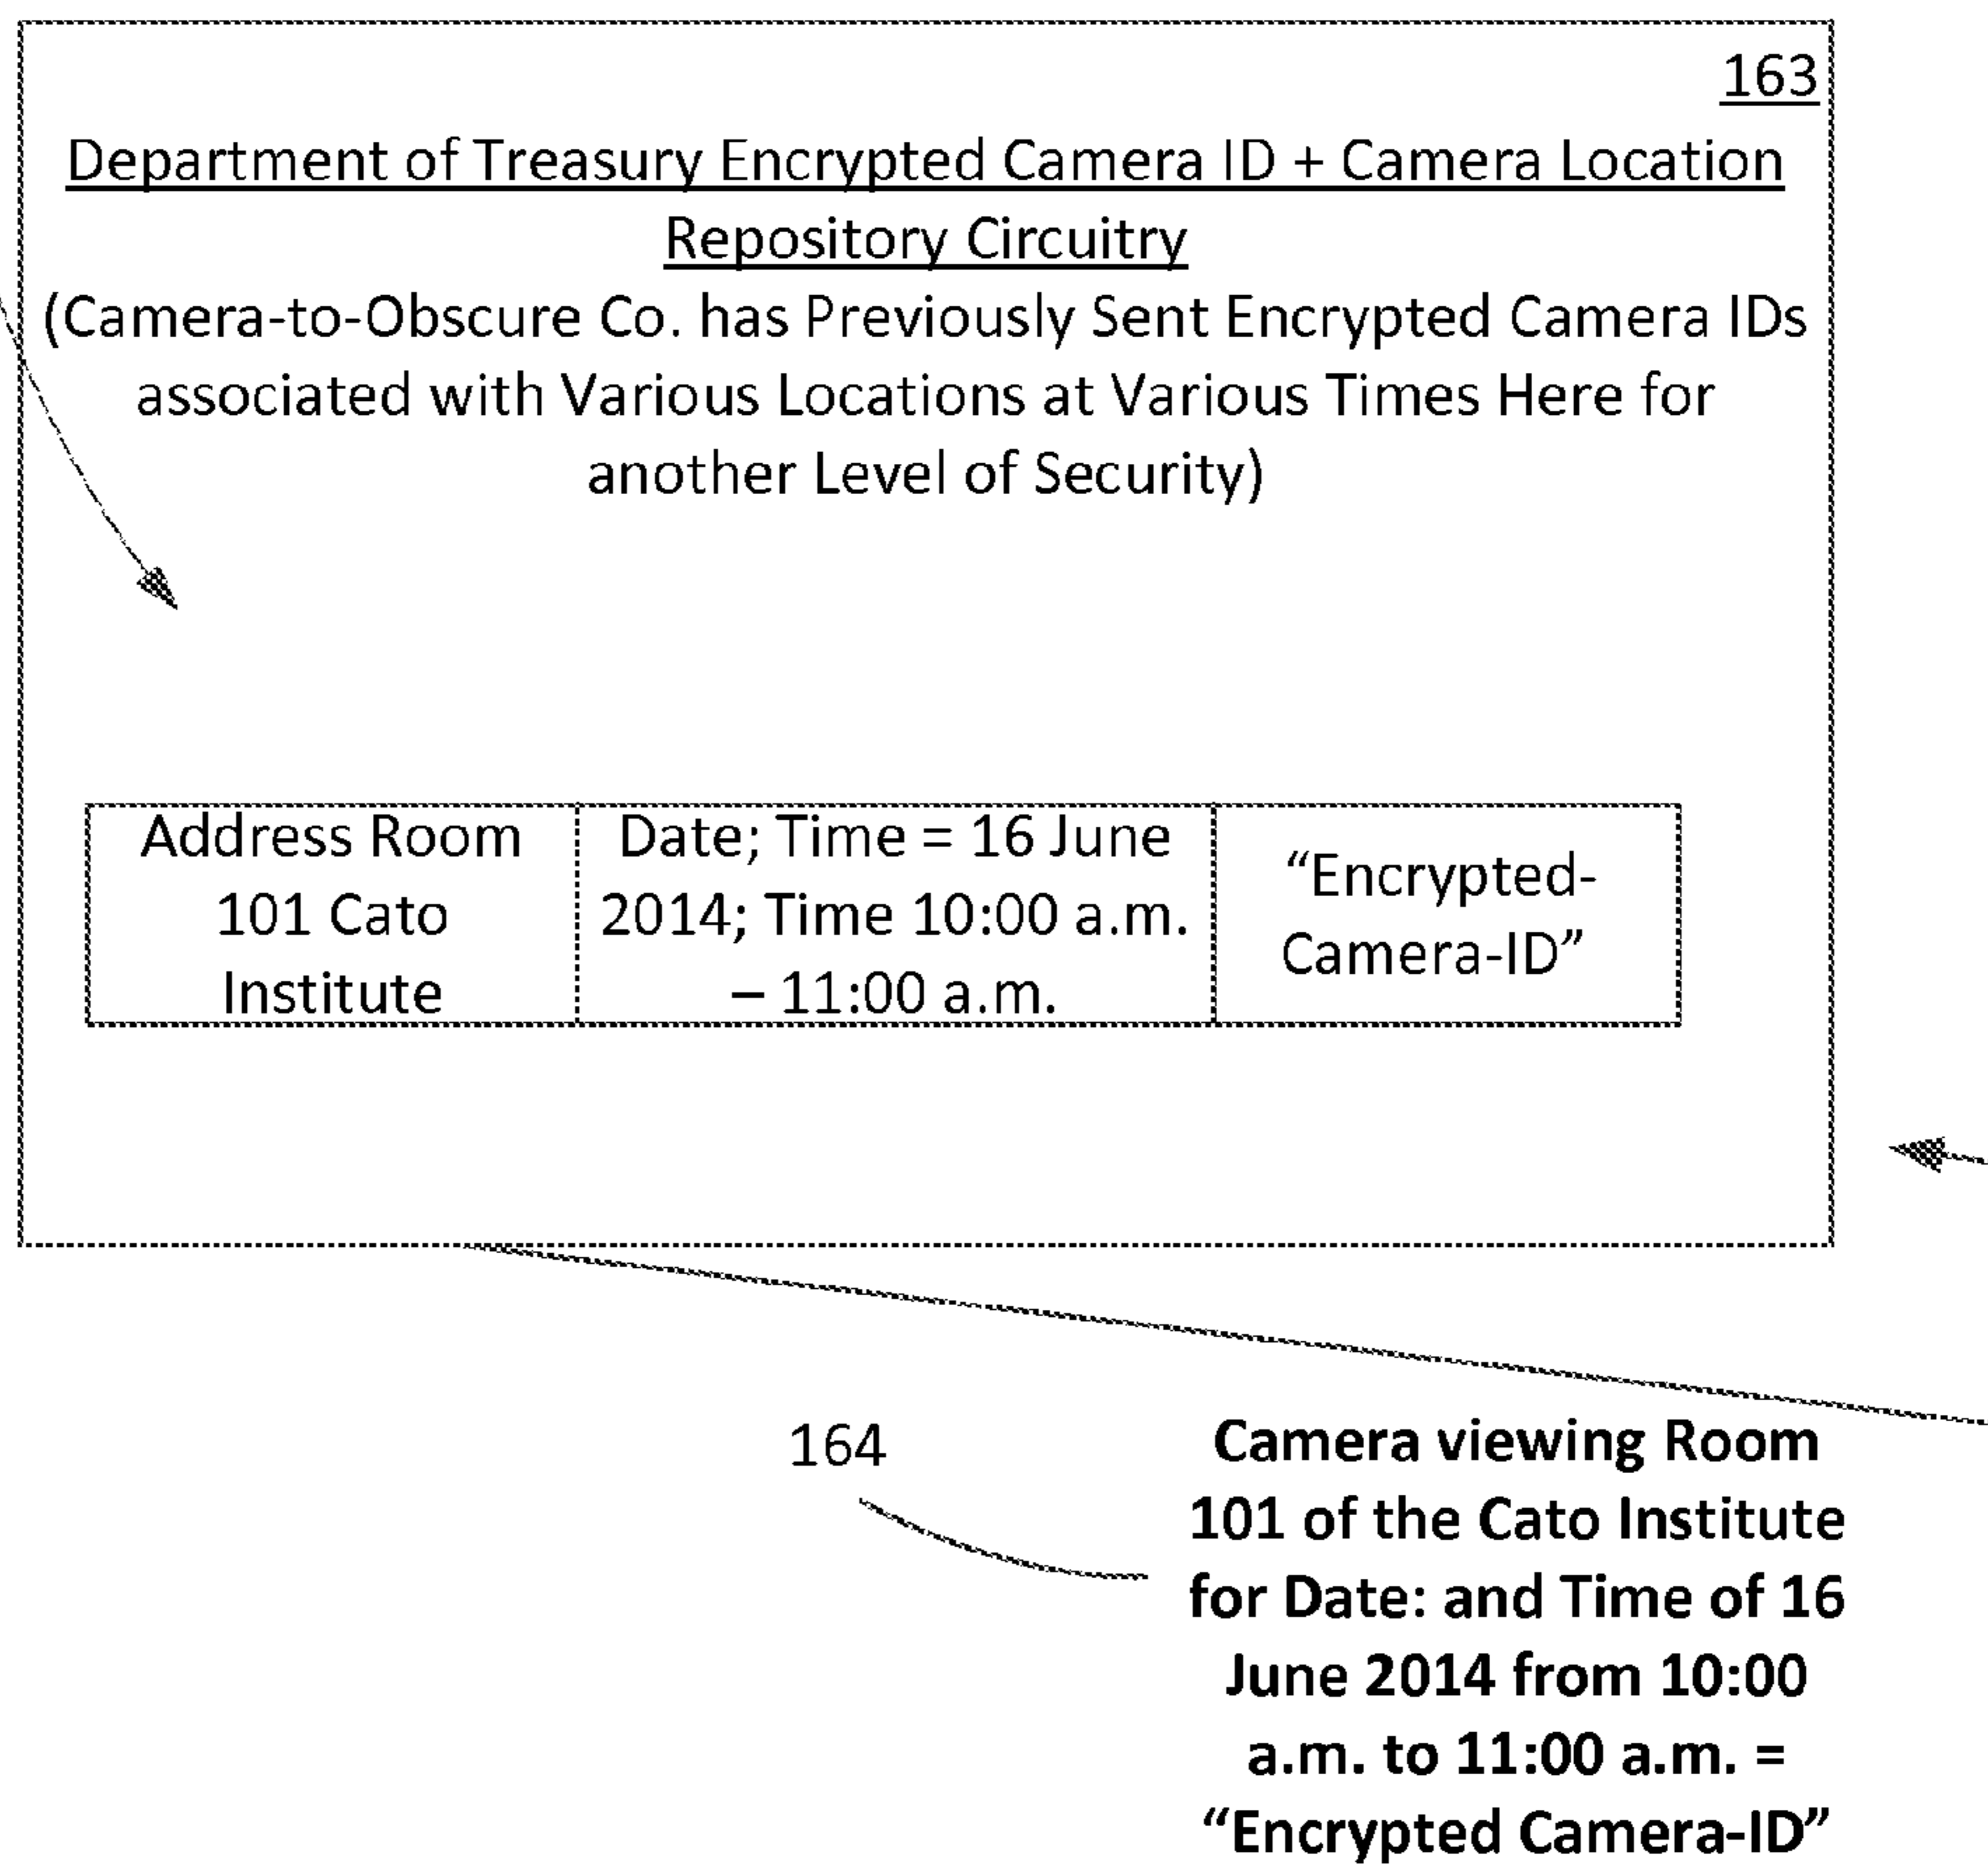 163
Department of Treasury Encrypted Camera ID + Camera Location
Repository Circuitry
(Camera-to-Obscure Co. has Previously Sent Encrypted Camera IDs
associated with Various Locations at Various Times Here for
another Level of Security)
Address Room
101 Cato
Institute
Date; Time = 16 June
2014; Time 10:00 a.m.
– 11:00 a.m.
“Encrypted-
Camera-ID”
164
Camera viewing Room
101 of the Cato Institute
for Date: and Time of 16
June 2014 from 10:00
a.m. to 11:00 a.m. =
“Encrypted Camera-ID”